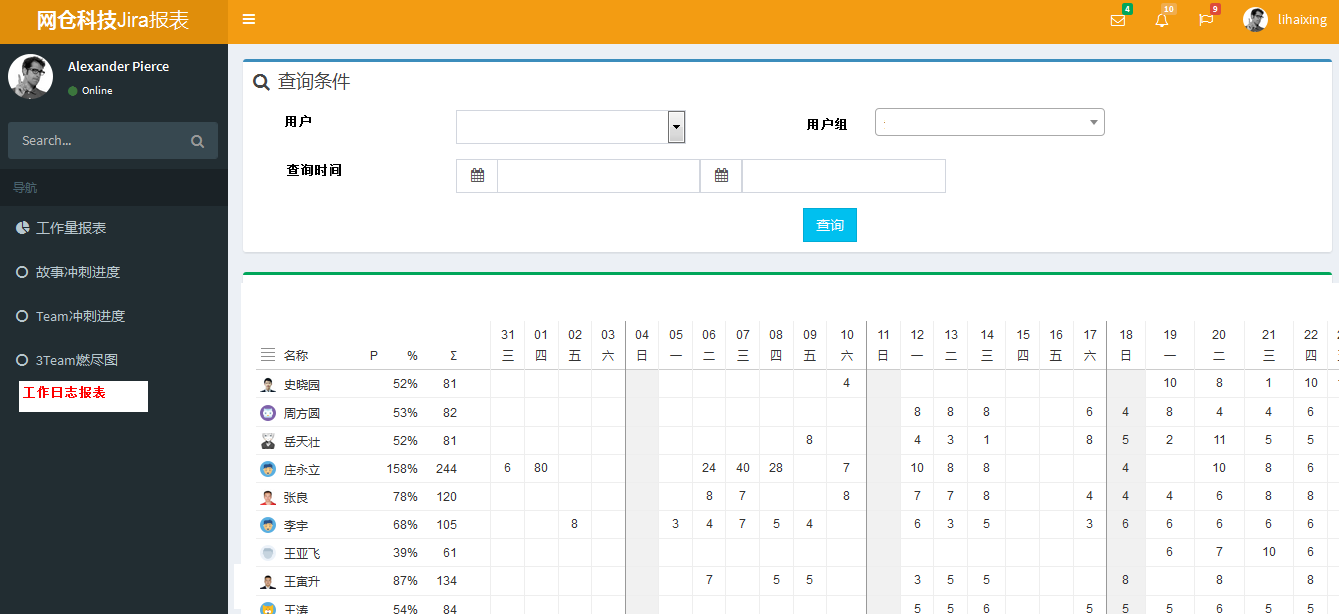 网仓科技Jira报表
4
10
9
lihaixing
Alexander Pierce
Online
Search...
导航
工作量报表
故事冲刺进度
Team冲刺进度
3Team燃尽图
工作日志报表
查询条件
用户
用户组
查询时间
查询
31 01 02 03 04 05 06 07 08 09 10 11 12 13 14 15 16 17 18 19 20 21 22
名称 P % Σ 三 四 五 六 日 一 二 三 四 五 六 日 一 二 三 四 五 六 日 一 二 三 四
史晓园 52% 81 4 10 8 1 10
周方圆 53% 82 8 8 8 6 4 8 4 4 6
岳天壮 52% 81 8 4 3 1 8 5 2 11 5 5
庄永立 158% 244 6 80 24 40 28 7 10 8 8 4 10 8 6
张良 78% 120 8 7 8 7 7 8 4 4 4 6 8 8
李宇 68% 105 8 3 4 7 5 4 6 3 5 3 6 6 6 6 6
王亚飞 39% 61 6 7 10 6
王寅升 87% 134 7 5 5 3 5 5 8 8 8
王涛 54% 84 5 5 6 5 5 5 6 5 5